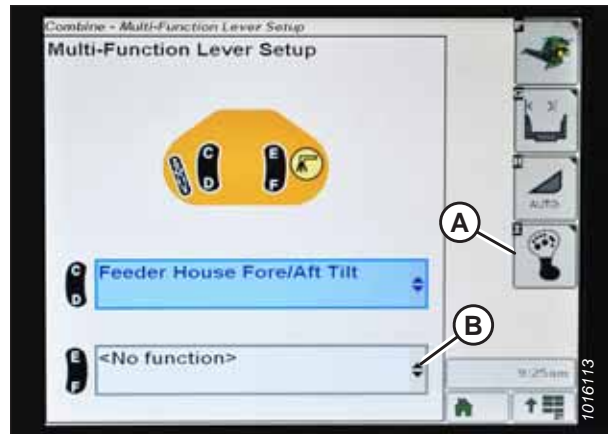 Combine - Multi-Function Lever Setup
Multi-Function Lever Setup
C
D
E
F
AUTO
A
C
D
Feeder House Fore/Aft Tilt
B
E
F
<No function>
9:25am
1016113